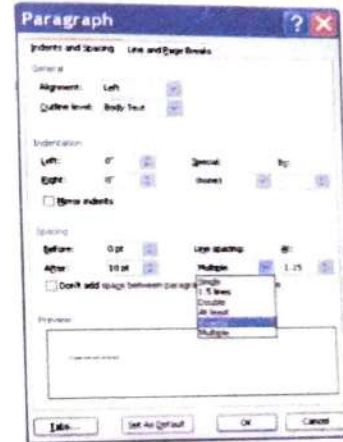 Paragraph
Indents and Spacing Line and Page Breaks
General
Alignment: Left
Outline level: Body Text
Indentation
Left: 0" Special: By:
Right: 0" (none)
Mirror indents
Spacing
Before: 0 pt Line spacing: At:
After: 10 pt Multiple 1.15
Don't add space between paragr
Single
1.5 lines
Double
At least
Multiple
Preview
Tabs... Set As Default OK Cancel